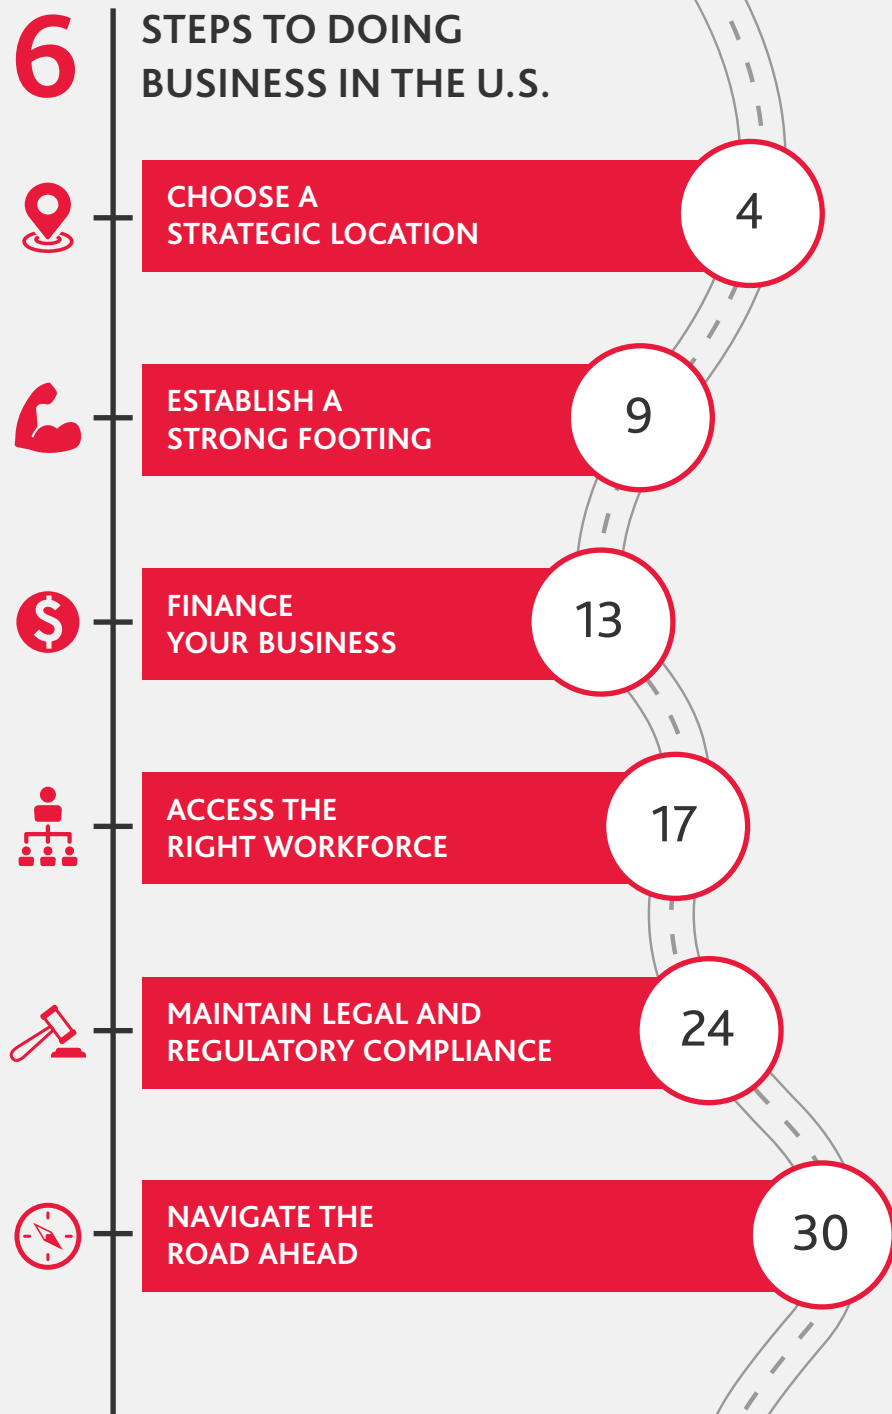 6
STEPS TO DOING
BUSINESS IN THE U.S.
CHOOSE A
STRATEGIC LOCATION
4
ESTABLISH A
STRONG FOOTING
9
$
FINANCE
YOUR BUSINESS
13
ACCESS THE
RIGHT WORKFORCE
17
MAINTAIN LEGAL AND
REGULATORY COMPLIANCE
24
NAVIGATE THE
ROAD AHEAD
30